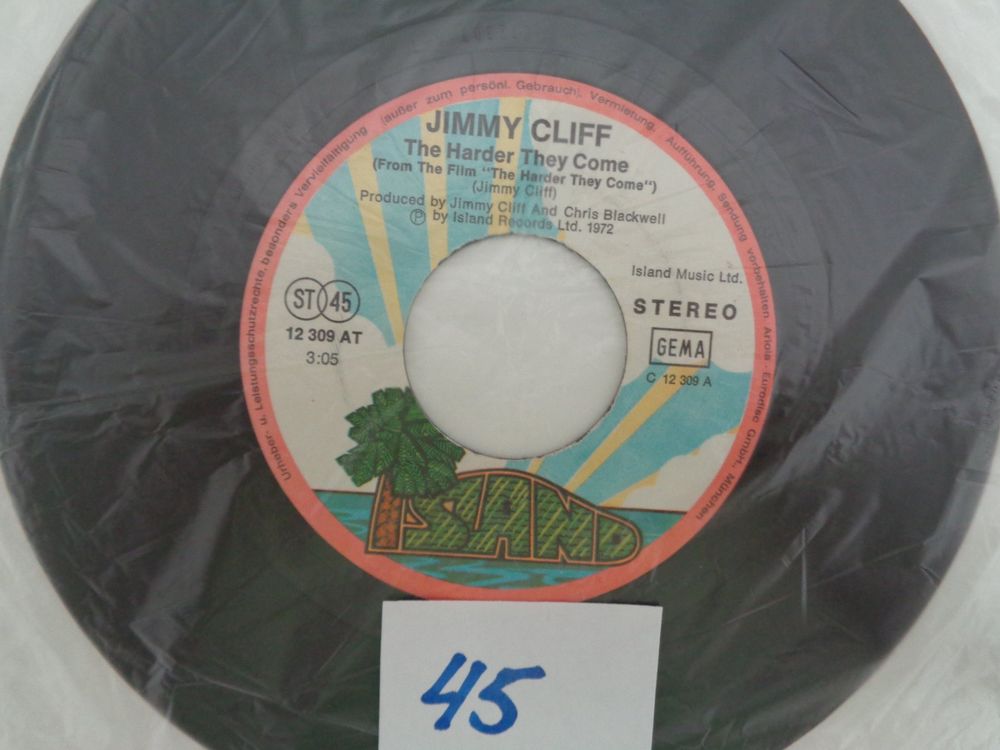 JIMMY CLIFF
The Harder They Come
(From The Film "The Harder They Come")
(Jimmy Cliff)
Produced by Jimmy Cliff And Chris Blackwell
Ⓟ by Island Records Ltd. 1972
Island Music Ltd.
ST 45
STEREO
12 309 AT
GEMA
3:05
C 12 309 A
ISLAND
Urheber- u. Leistungsschutzrechte, besonders Vervielfältigung (außer zum persönl. Gebrauch), Vermietung, Aufführung, Sendung vorbehalten. Ariola - Eurodisc GmbH., München
45